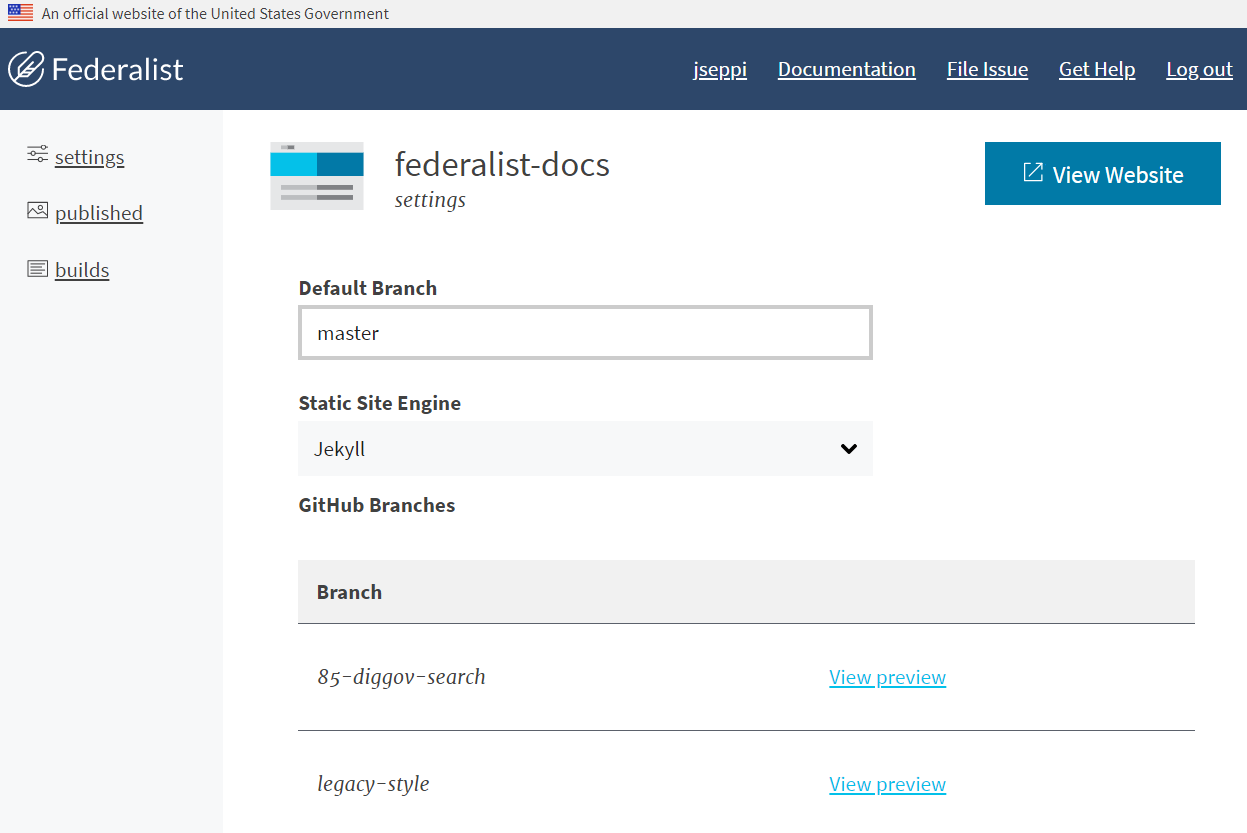 An official website of the United States Government
Federalist
jseppi Documentation File Issue Get Help Log out
settings
published
builds
federalist-docs
settings
View Website
Default Branch
master
Static Site Engine
Jekyll
GitHub Branches
Branch
85-diggov-search View preview
legacy-style View preview